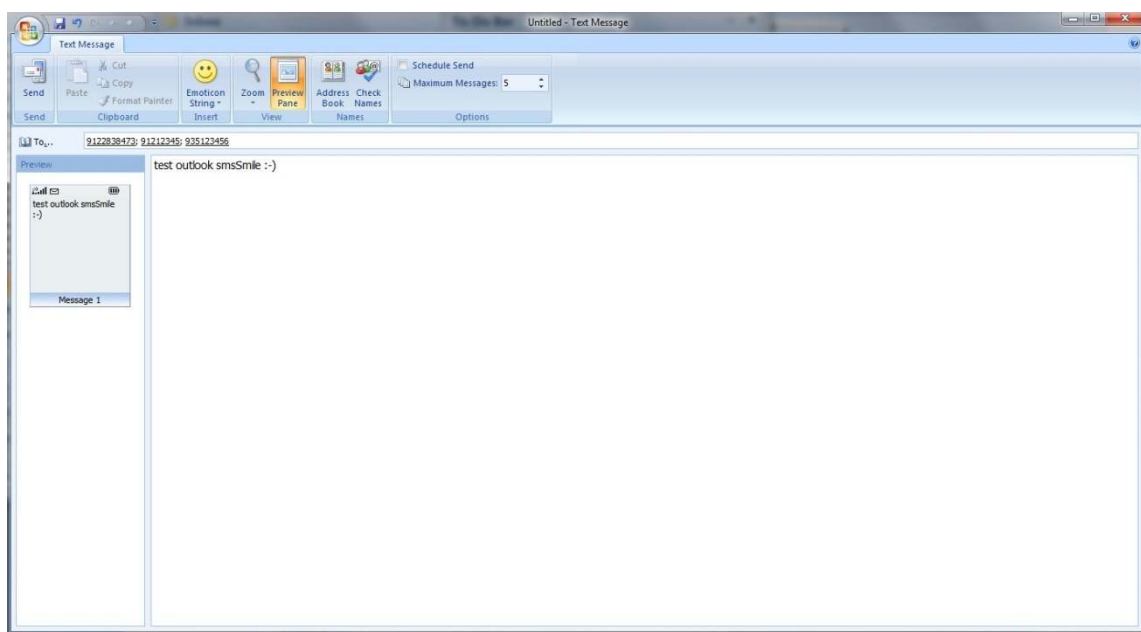 Untitled - Text Message
Text Message
Send
Paste
Cut
Copy
Format Painter
Emoticon String
Zoom
Preview Pane
Address Book
Check Names
Schedule Send
Maximum Messages: 5
Send
Clipboard
Insert
View
Names
Options
To...
9122838473; 91212345; 935123456
Preview
test outlook smsSmile :-)
test outlook smsSmile
:-)
Message 1